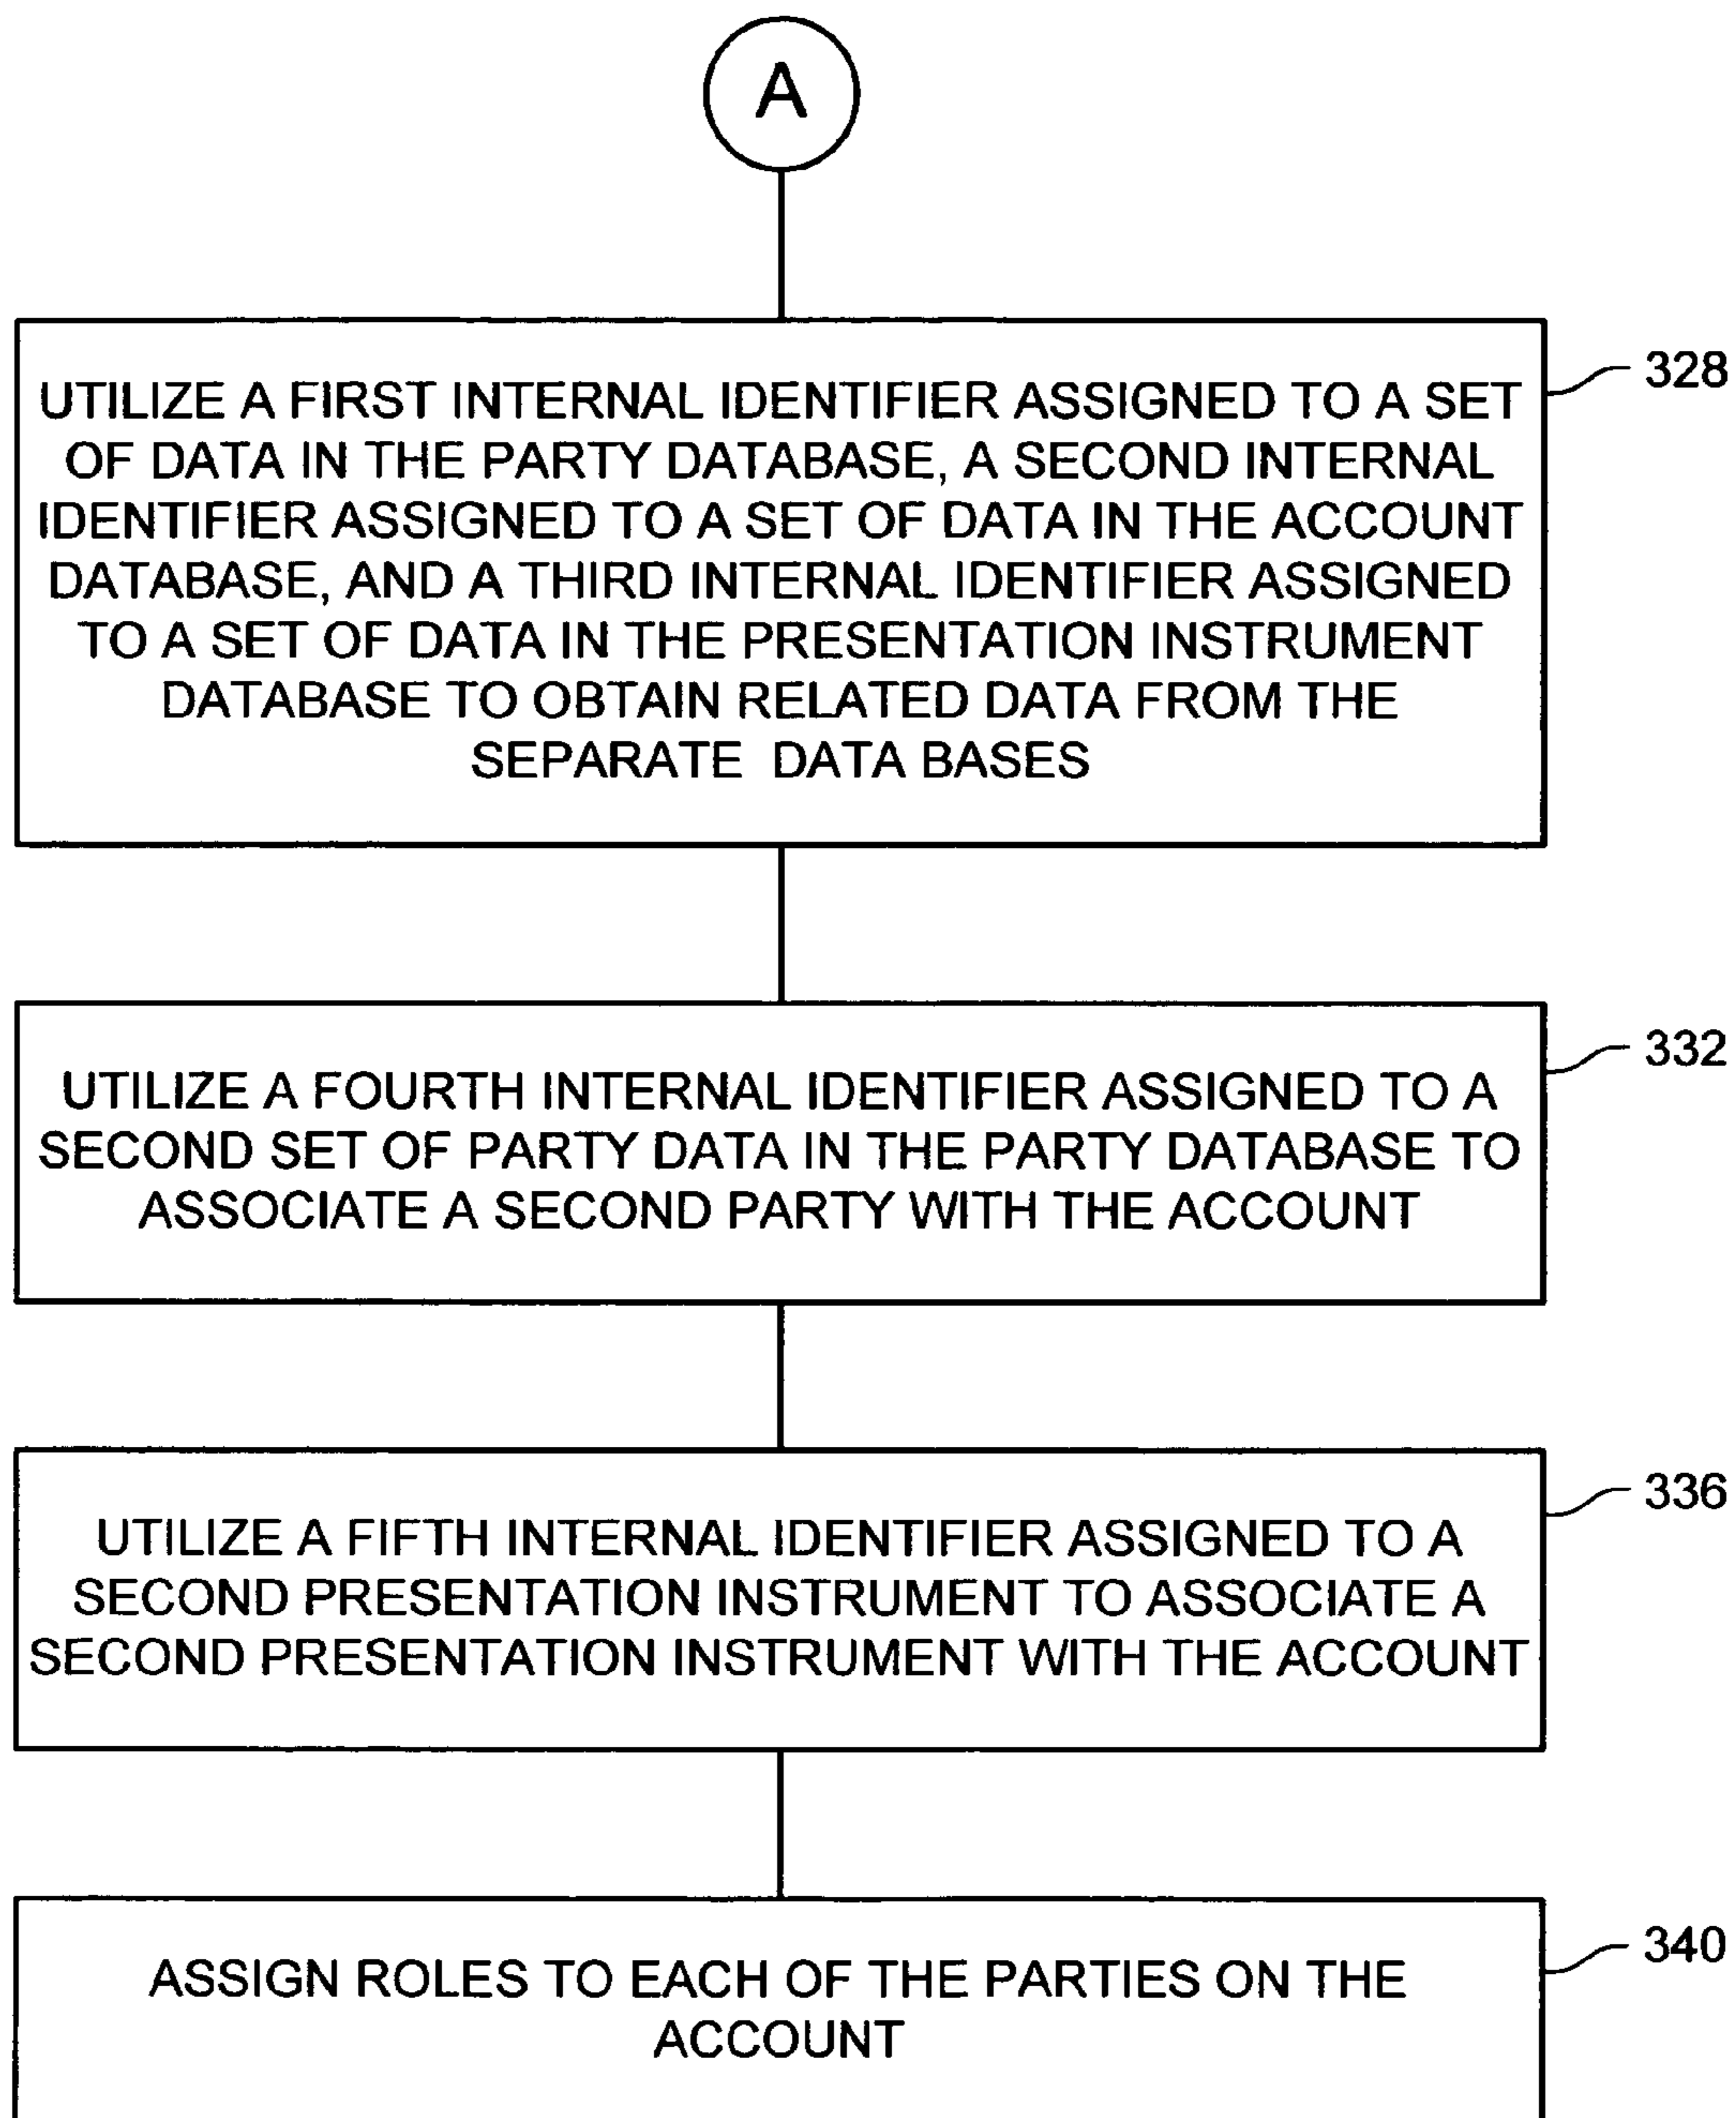 A
328
UTILIZE A FIRST INTERNAL IDENTIFIER ASSIGNED TO A SET
OF DATA IN THE PARTY DATABASE, A SECOND INTERNAL
IDENTIFIER ASSIGNED TO A SET OF DATA IN THE ACCOUNT
DATABASE, AND A THIRD INTERNAL IDENTIFIER ASSIGNED
TO A SET OF DATA IN THE PRESENTATION INSTRUMENT
DATABASE TO OBTAIN RELATED DATA FROM THE
SEPARATE DATA BASES
332
UTILIZE A FOURTH INTERNAL IDENTIFIER ASSIGNED TO A
SECOND SET OF PARTY DATA IN THE PARTY DATABASE TO
ASSOCIATE A SECOND PARTY WITH THE ACCOUNT
336
UTILIZE A FIFTH INTERNAL IDENTIFIER ASSIGNED TO A
SECOND PRESENTATION INSTRUMENT TO ASSOCIATE A
SECOND PRESENTATION INSTRUMENT WITH THE ACCOUNT
340
ASSIGN ROLES TO EACH OF THE PARTIES ON THE
ACCOUNT